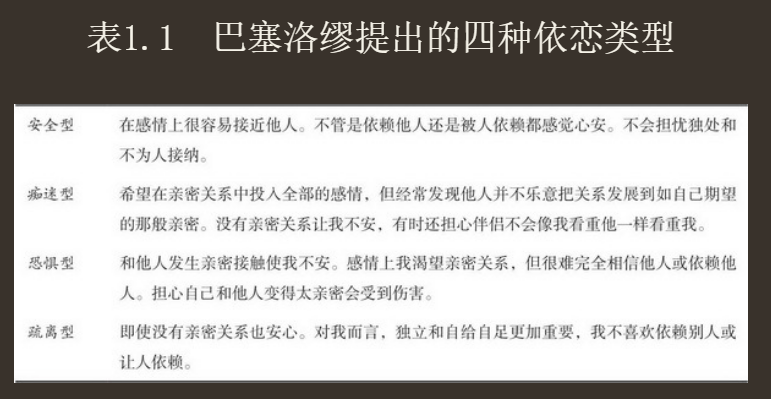 表1.1 巴塞洛缪提出的四种依恋类型
安全型 在感情上很容易接近他人。不管是依赖他人还是被人依赖都感觉心安。不会担忧独处和
不为人接纳。
痴迷型 希望在亲密关系中投入全部的感情，但经常发现他人并不乐意把关系发展到如自己期望
的那般亲密。没有亲密关系让我不安，有时还担心伴侣不会像我看重他一样看重我。
恐惧型 和他人发生亲密接触使我不安。感情上我渴望亲密关系，但很难完全相信他人或依赖他
人。担心自己和他人变得太亲密会受到伤害。
疏离型 即使没有亲密关系也安心。对我而言，独立和自给自足更加重要，我不喜欢依赖别人或
让人依赖。